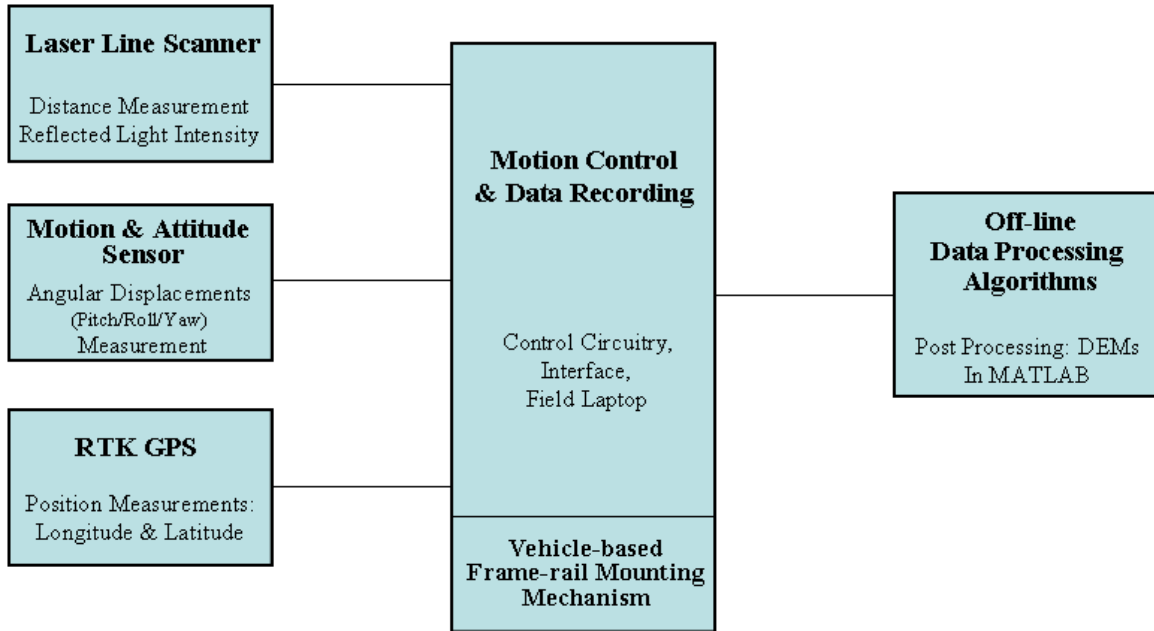 Laser Line Scanner
Distance Measurement
Reflected Light Intensity
Motion & Attitude
Sensor
Angular Displacements
(Pitch/Roll/Yaw)
Measurement
RTK GPS
Position Measurements:
Longitude & Latitude
Motion Control
& Data Recording
Control Circuitry,
Interface,
Field Laptop
Vehicle-based
Frame-rail Mounting
Mechanism
Off-line
Data Processing
Algorithms
Post Processing: DEMs
In MATLAB